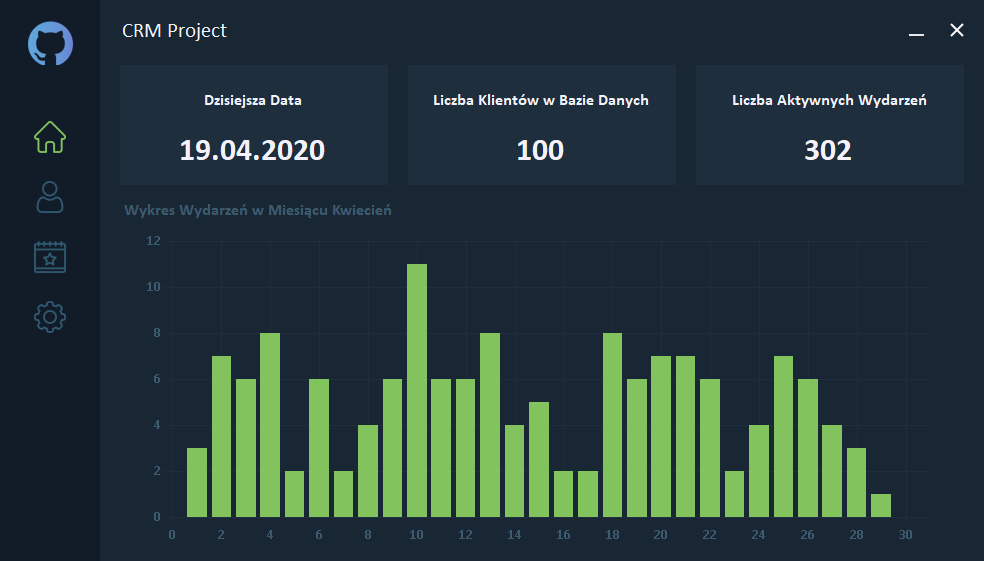 CRM Project
Dzisiejsza Data
19.04.2020
Liczba Klientów w Bazie Danych
100
Liczba Aktywnych Wydarzeń
302
Wykres Wydarzeń w Miesiącu Kwiecień
12
10
8
6
4
2
0
0 2 4 6 8 10 12 14 16 18 20 22 24 26 28 30